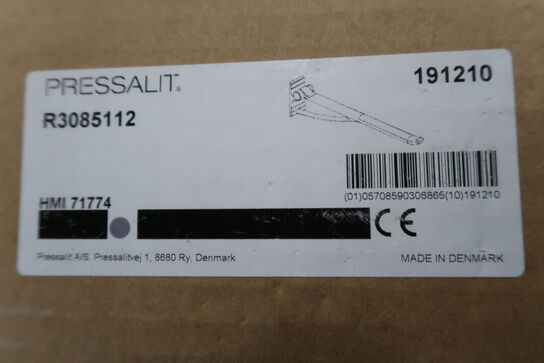 PRESSALIT. 191210
R3085112
(01)05708590306865(10)191210
HMI 71774
CE
Pressalit A/S, Pressalitvej 1, 8680 Ry, Denmark MADE IN DENMARK